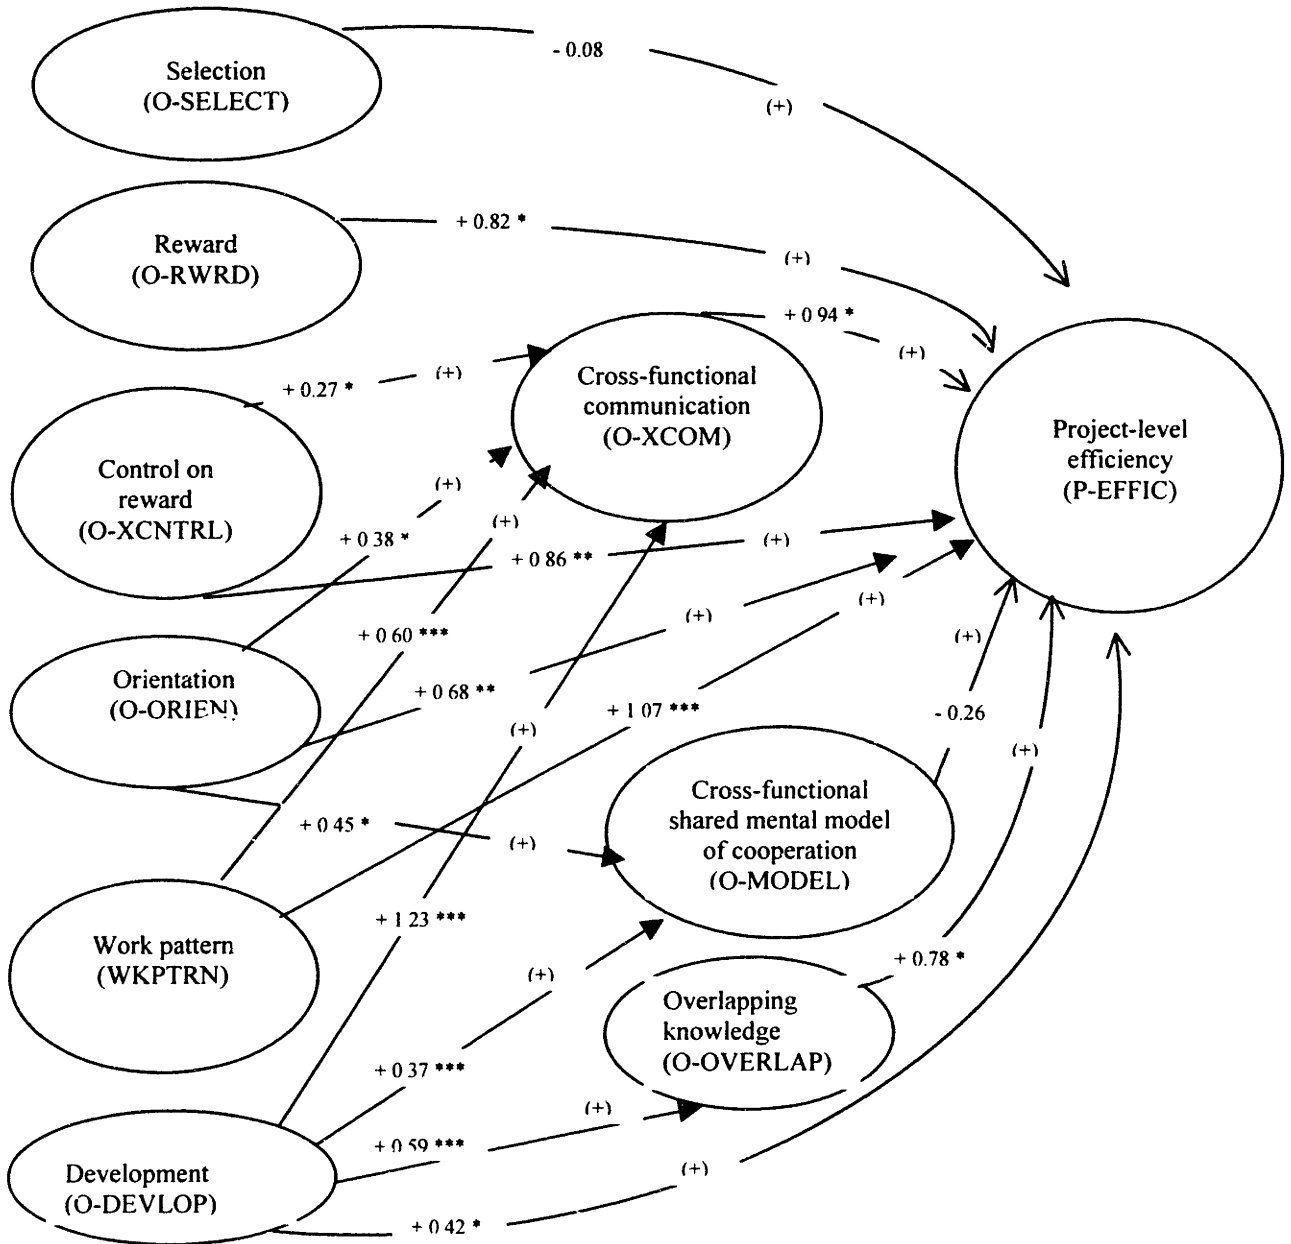 Selection
(O-SELECT)
- 0.08
(+)
Reward
(O-RWRD)
+ 0.82 *
(+)
+ 0 94 *
(+)
Cross-functional
communication
(O-XCOM)
Project-level
efficiency
(P-EFFIC)
+ 0.27 *
(+)
Control on
reward
(O-XCNTRL)
(+)
+ 0 38 *
(+)
+ 0 86 **
(+)
Orientation
(O-ORIEN)
+ 0 60 ***
(+)
(+)
+ 0 68 **
(+)
+ 1 07 ***
(+)
- 0.26
(+)
Cross-functional
shared mental model
of cooperation
(O-MODEL)
+ 0 45 *
(+)
Work pattern
(WKPTRN)
+ 1 23 ***
(+)
+ 0.78 *
Overlapping
knowledge
(O-OVERLAP)
+ 0 37 ***
(+)
+ 0 59 ***
Development
(O-DEVLOP)
(+)
+ 0 42 *